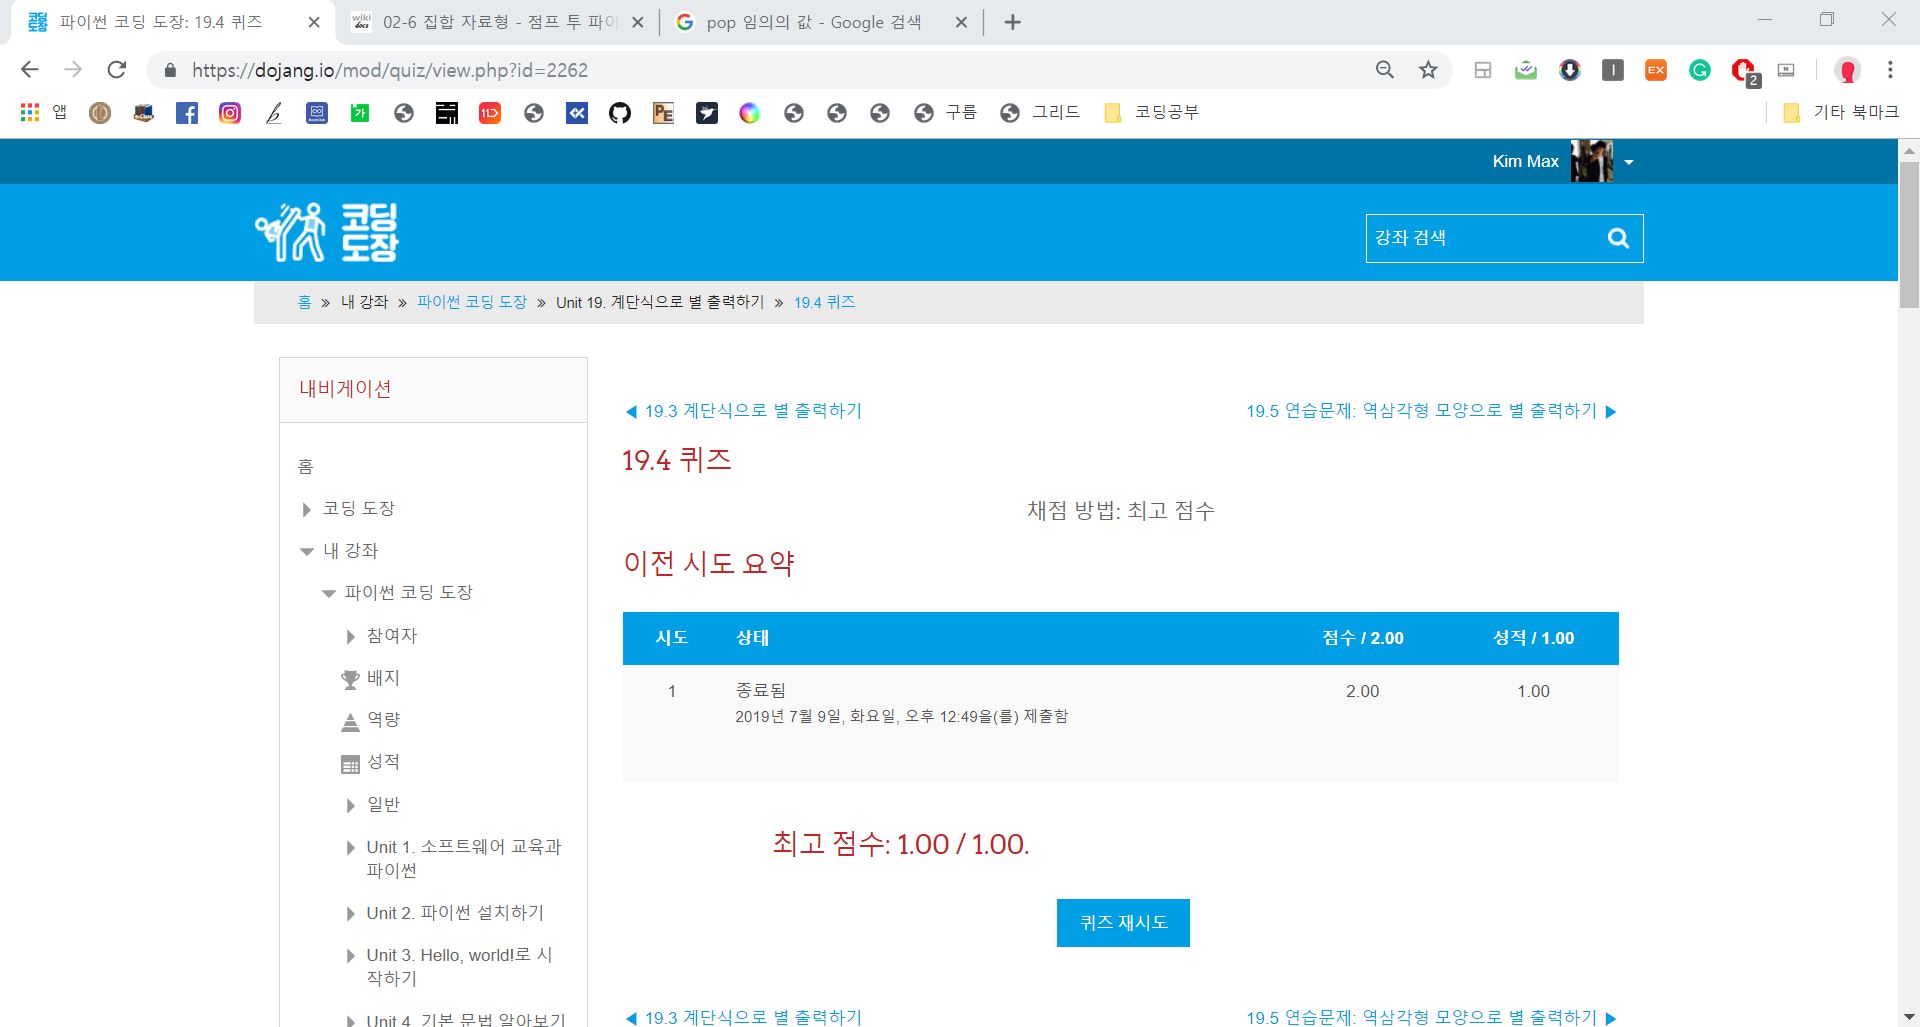 파이썬 코딩 도장: 19.4 퀴즈
02-6 집합 자료형 - 점프 투 파이
pop 임의의 값 - Google 검색
https://dojang.io/mod/quiz/view.php?id=2262
앱
구름
그리드
코딩공부
기타 북마크
Kim Max
코딩
도장
강좌 검색
홈 » 내 강좌 » 파이썬 코딩 도장 » Unit 19. 계단식으로 별 출력하기 » 19.4 퀴즈
내비게이션
홈
코딩 도장
내 강좌
파이썬 코딩 도장
참여자
배지
역량
성적
일반
Unit 1. 소프트웨어 교육과
파이썬
Unit 2. 파이썬 설치하기
Unit 3. Hello, world!로 시
작하기
Unit 4. 기본 문법 알아보기
◀ 19.3 계단식으로 별 출력하기
19.5 연습문제: 역삼각형 모양으로 별 출력하기 ▶
19.4 퀴즈
채점 방법: 최고 점수
이전 시도 요약
시도 상태 점수 / 2.00 성적 / 1.00
1 종료됨 2.00 1.00
2019년 7월 9일, 화요일, 오후 12:49을(를) 제출함
최고 점수: 1.00 / 1.00.
퀴즈 재시도
◀ 19.3 계단식으로 별 출력하기
19.5 연습문제: 역삼각형 모양으로 별 출력하기 ▶